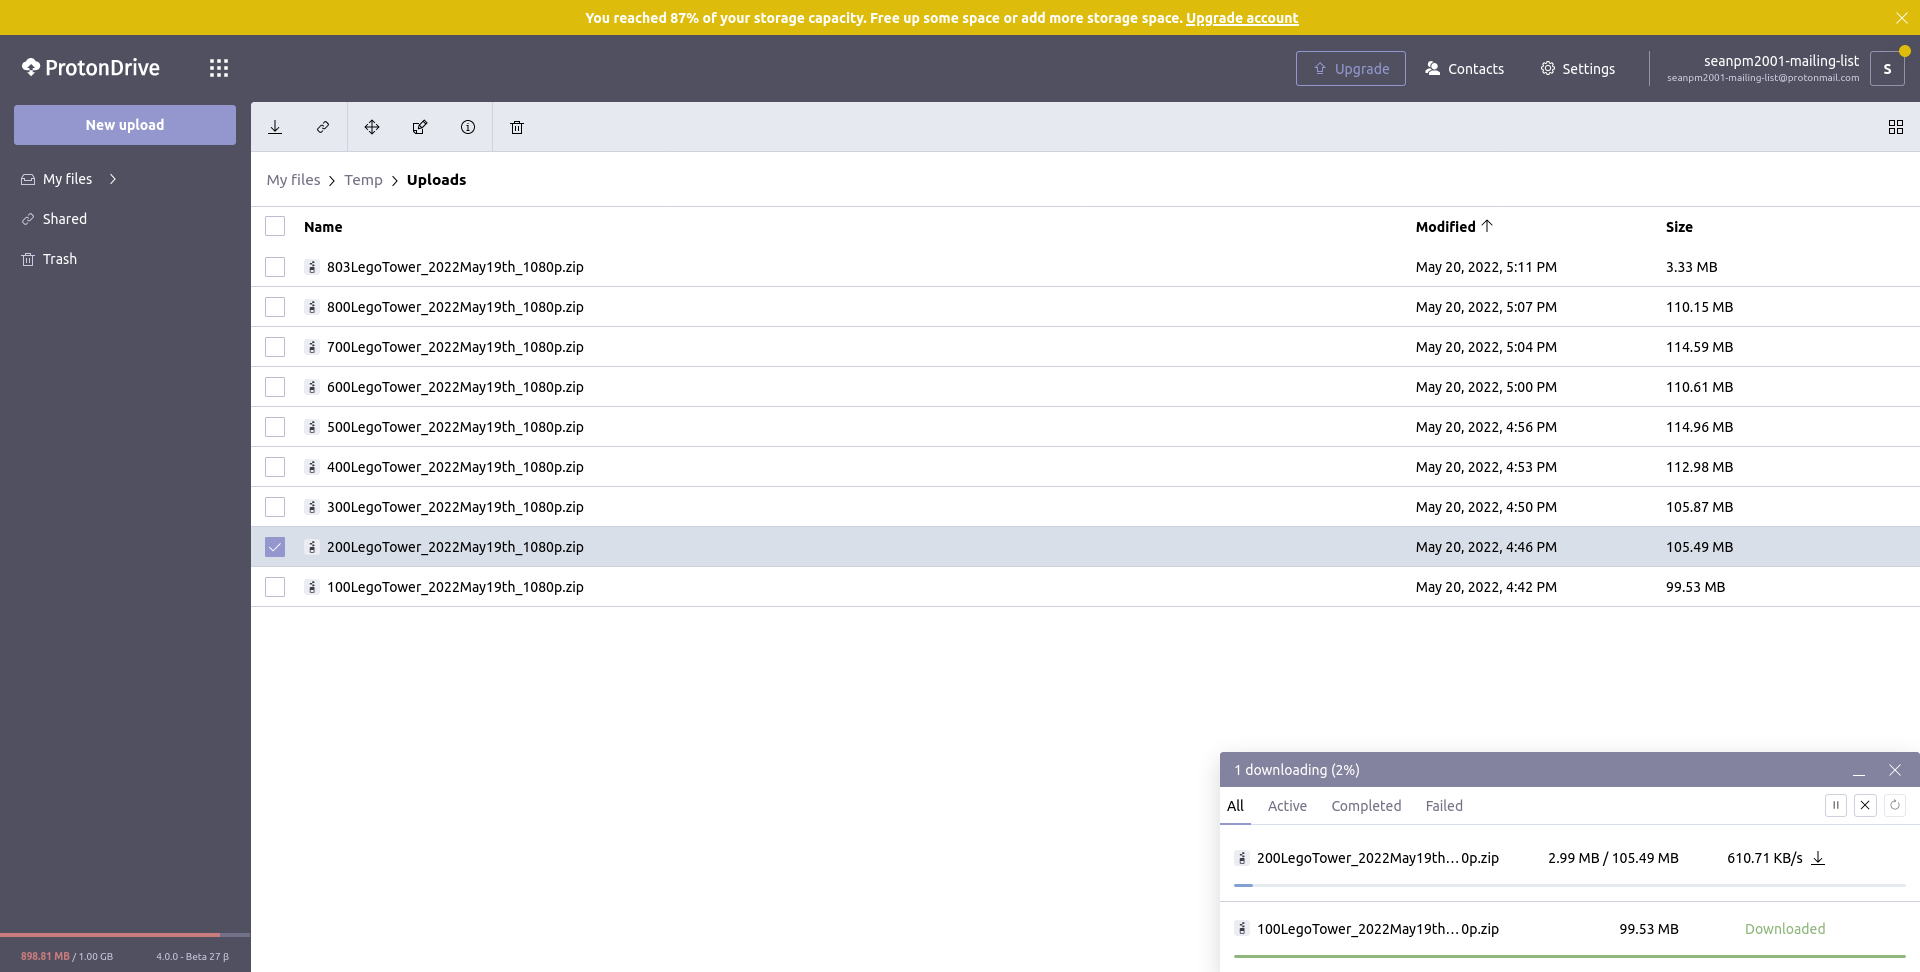 You reached 87% of your storage capacity. Free up some space or add more storage space. Upgrade account
ProtonDrive
Upgrade
Contacts
Settings
seanpm2001-mailing-list
seanpm2001-mailing-list@protonmail.com
S
New upload
My files
Shared
Trash
My files > Temp > Uploads
Name Modified Size
803LegoTower_2022May19th_1080p.zip May 20, 2022, 5:11 PM 3.33 MB
800LegoTower_2022May19th_1080p.zip May 20, 2022, 5:07 PM 110.15 MB
700LegoTower_2022May19th_1080p.zip May 20, 2022, 5:04 PM 114.59 MB
600LegoTower_2022May19th_1080p.zip May 20, 2022, 5:00 PM 110.61 MB
500LegoTower_2022May19th_1080p.zip May 20, 2022, 4:56 PM 114.96 MB
400LegoTower_2022May19th_1080p.zip May 20, 2022, 4:53 PM 112.98 MB
300LegoTower_2022May19th_1080p.zip May 20, 2022, 4:50 PM 105.87 MB
200LegoTower_2022May19th_1080p.zip May 20, 2022, 4:46 PM 105.49 MB
100LegoTower_2022May19th_1080p.zip May 20, 2022, 4:42 PM 99.53 MB
1 downloading (2%)
All Active Completed Failed
200LegoTower_2022May19th... 0p.zip 2.99 MB / 105.49 MB 610.71 KB/s
100LegoTower_2022May19th... 0p.zip 99.53 MB Downloaded
898.81 MB / 1.00 GB 4.0.0 - Beta 27 β